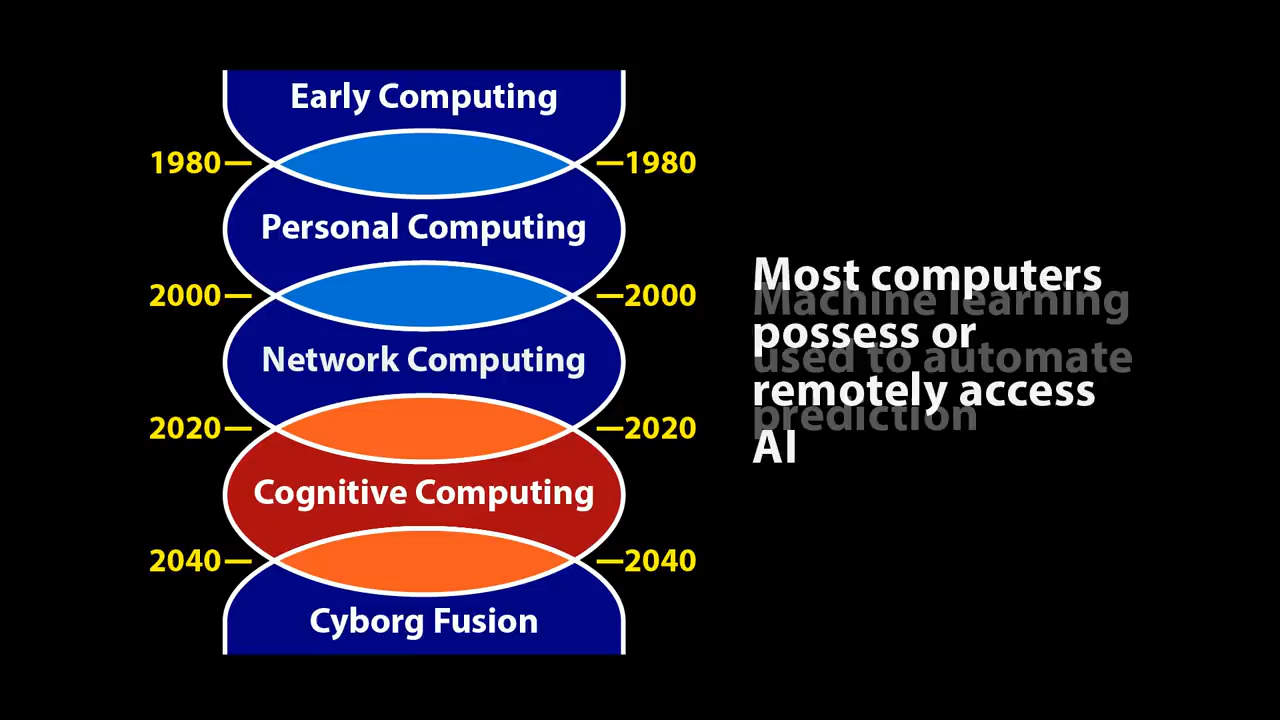 Early Computing
1980 1980
Personal Computing
2000 2000
Network Computing
2020 2020
Cognitive Computing
2040 2040
Cyborg Fusion
Most computers
possess or
remotely access
AI
Machine learning
used to automate
prediction